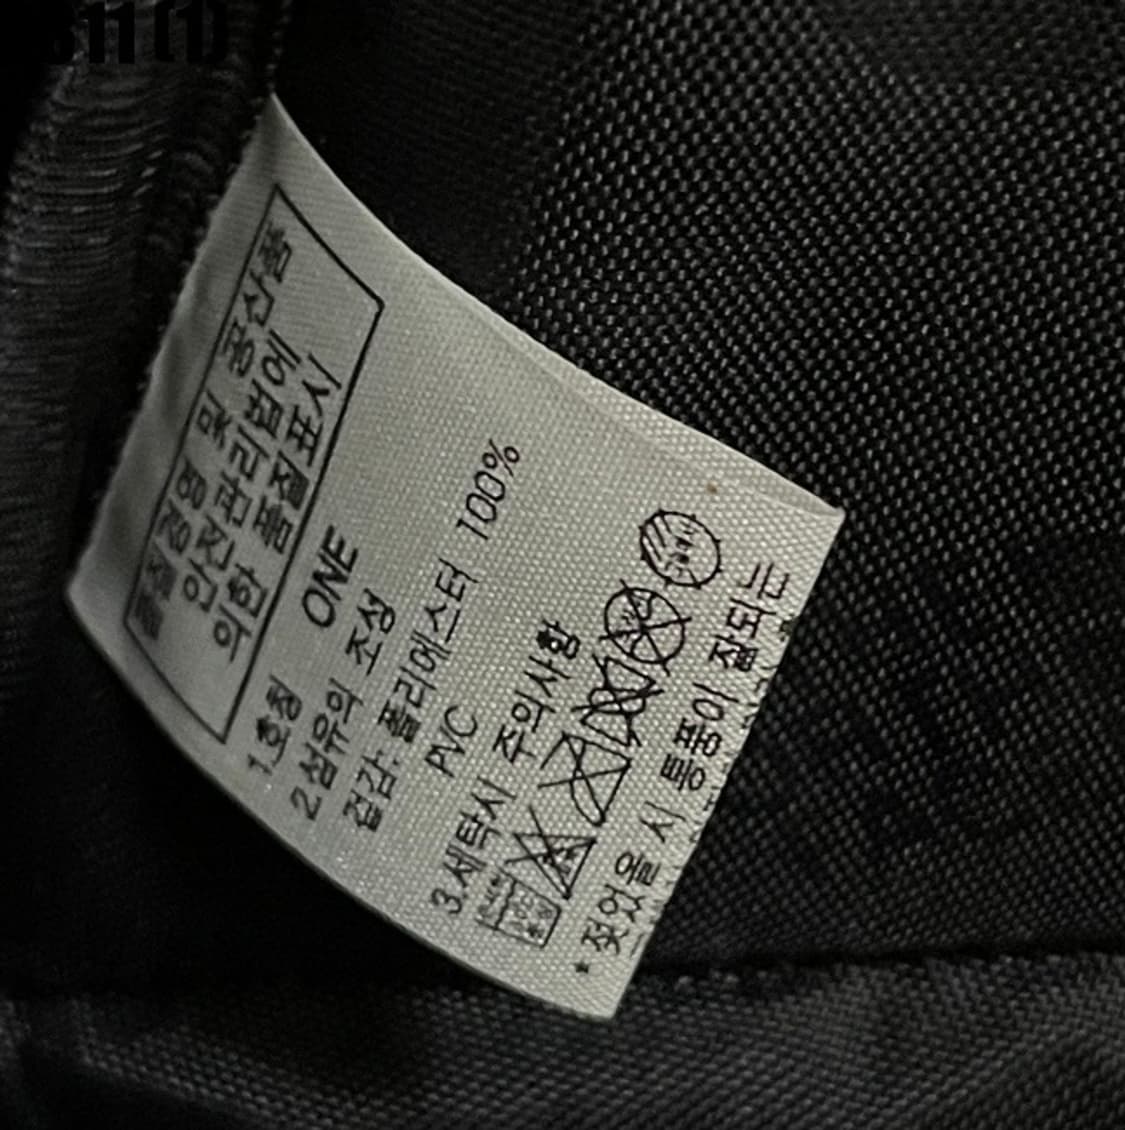 811 (1)
품질경영 및 공산품
안전관리법에
의한 품질표시
1.호칭 ONE
2.섬유의 조성
겉감: 폴리에스터 100%
PVC
3.세탁시 주의사항
* 젖었을 시 통풍이 잘되는